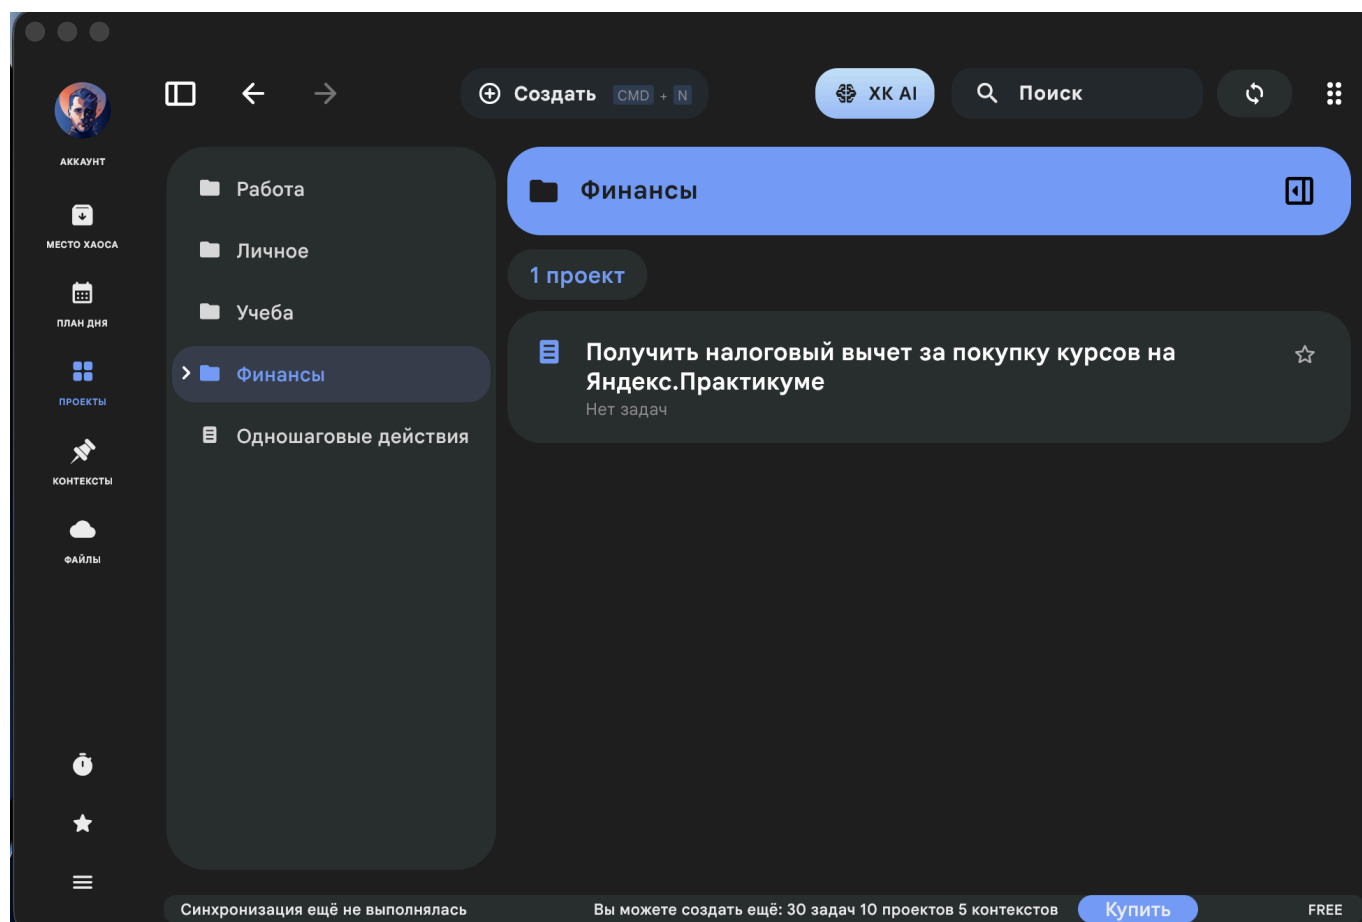 Создать CMD + N
XK AI
Поиск
АККАУНТ
МЕСТО ХАОСА
ПЛАН ДНЯ
ПРОЕКТЫ
КОНТЕКСТЫ
ФАЙЛЫ
Работа
Личное
Учеба
Финансы
Одношаговые действия
Финансы
1 проект
Получить налоговый вычет за покупку курсов на
Яндекс.Практикуме
Нет задач
Синхронизация ещё не выполнялась
Вы можете создать ещё: 30 задач 10 проектов 5 контекстов
Купить
FREE